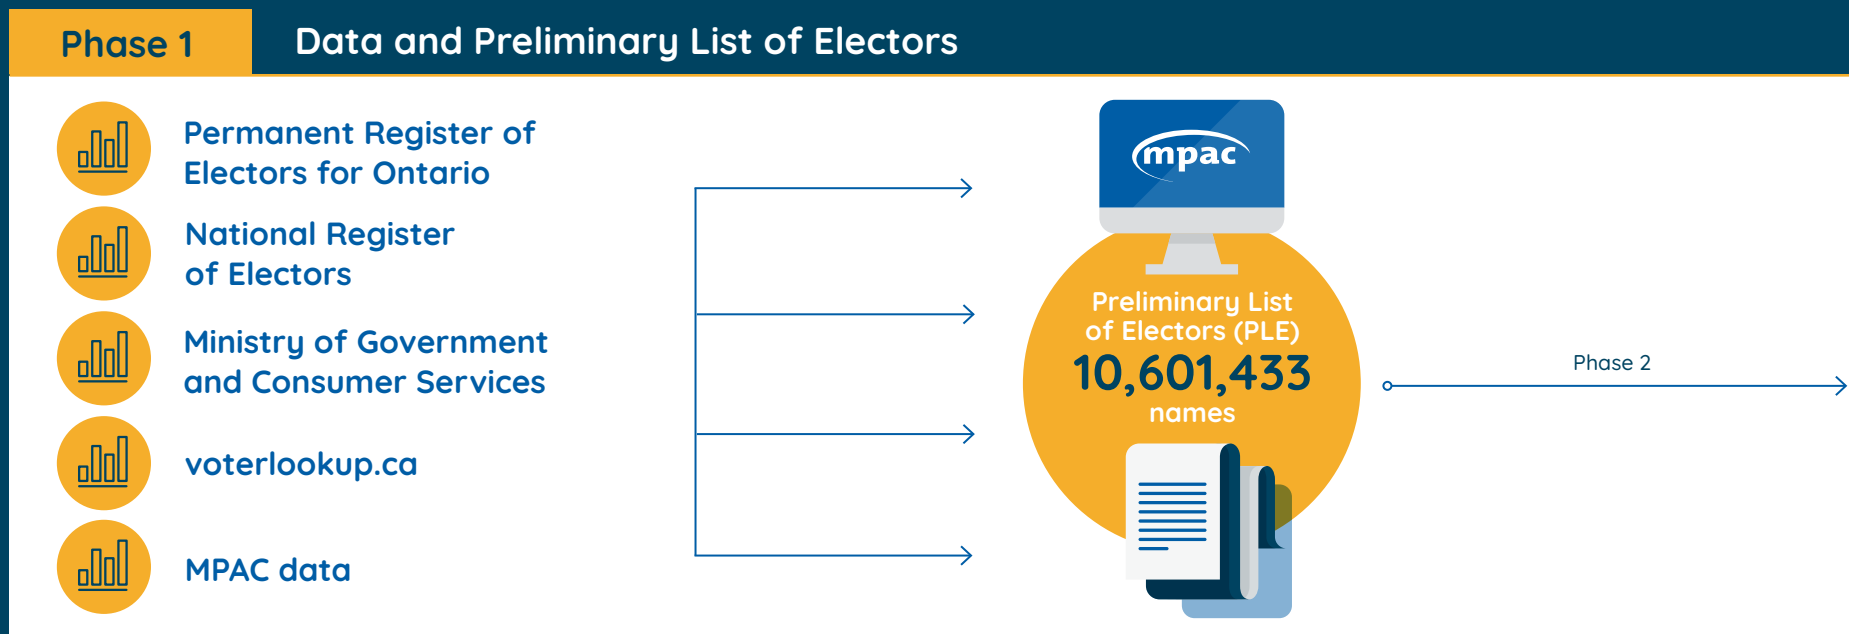 Phase 1
Data and Preliminary List of Electors
Permanent Register of
Electors for Ontario
National Register
of Electors
Ministry of Government
and Consumer Services
voterlookup.ca
MPAC data
mpac
Preliminary List
of Electors (PLE)
10,601,433
names
Phase 2